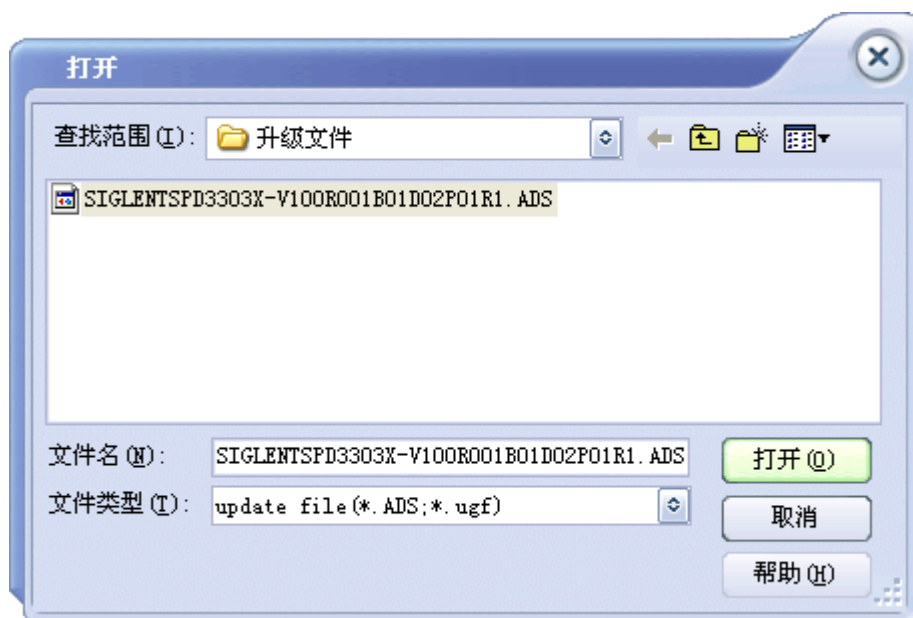 打开
查找范围(I): 升级文件
SIGLENTSPD3303X-V100R001B01D02P01R1.ADS
文件名(N): SIGLENTSPD3303X-V100R001B01D02P01R1.ADS 打开(O)
文件类型(T): update file(*.ADS;*.ugf) 取消
帮助(H)